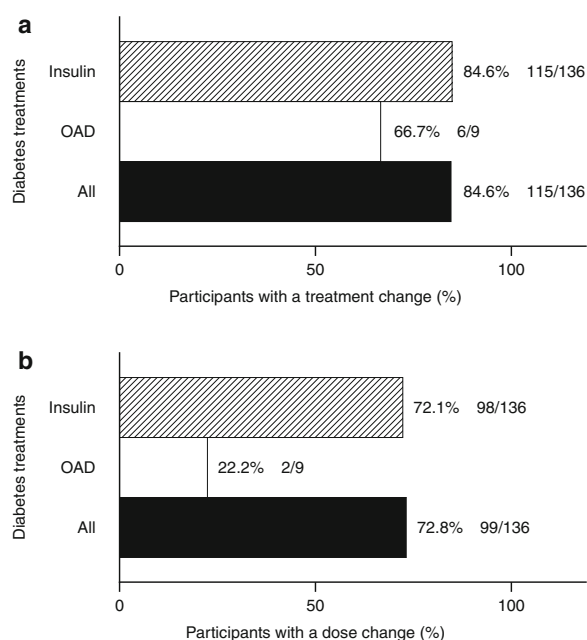 a
Diabetes treatments
Insulin 84.6% 115/136
OAD 66.7% 6/9
All 84.6% 115/136
0 50 100
Participants with a treatment change (%)
b
Diabetes treatments
Insulin 72.1% 98/136
OAD 22.2% 2/9
All 72.8% 99/136
0 50 100
Participants with a dose change (%)